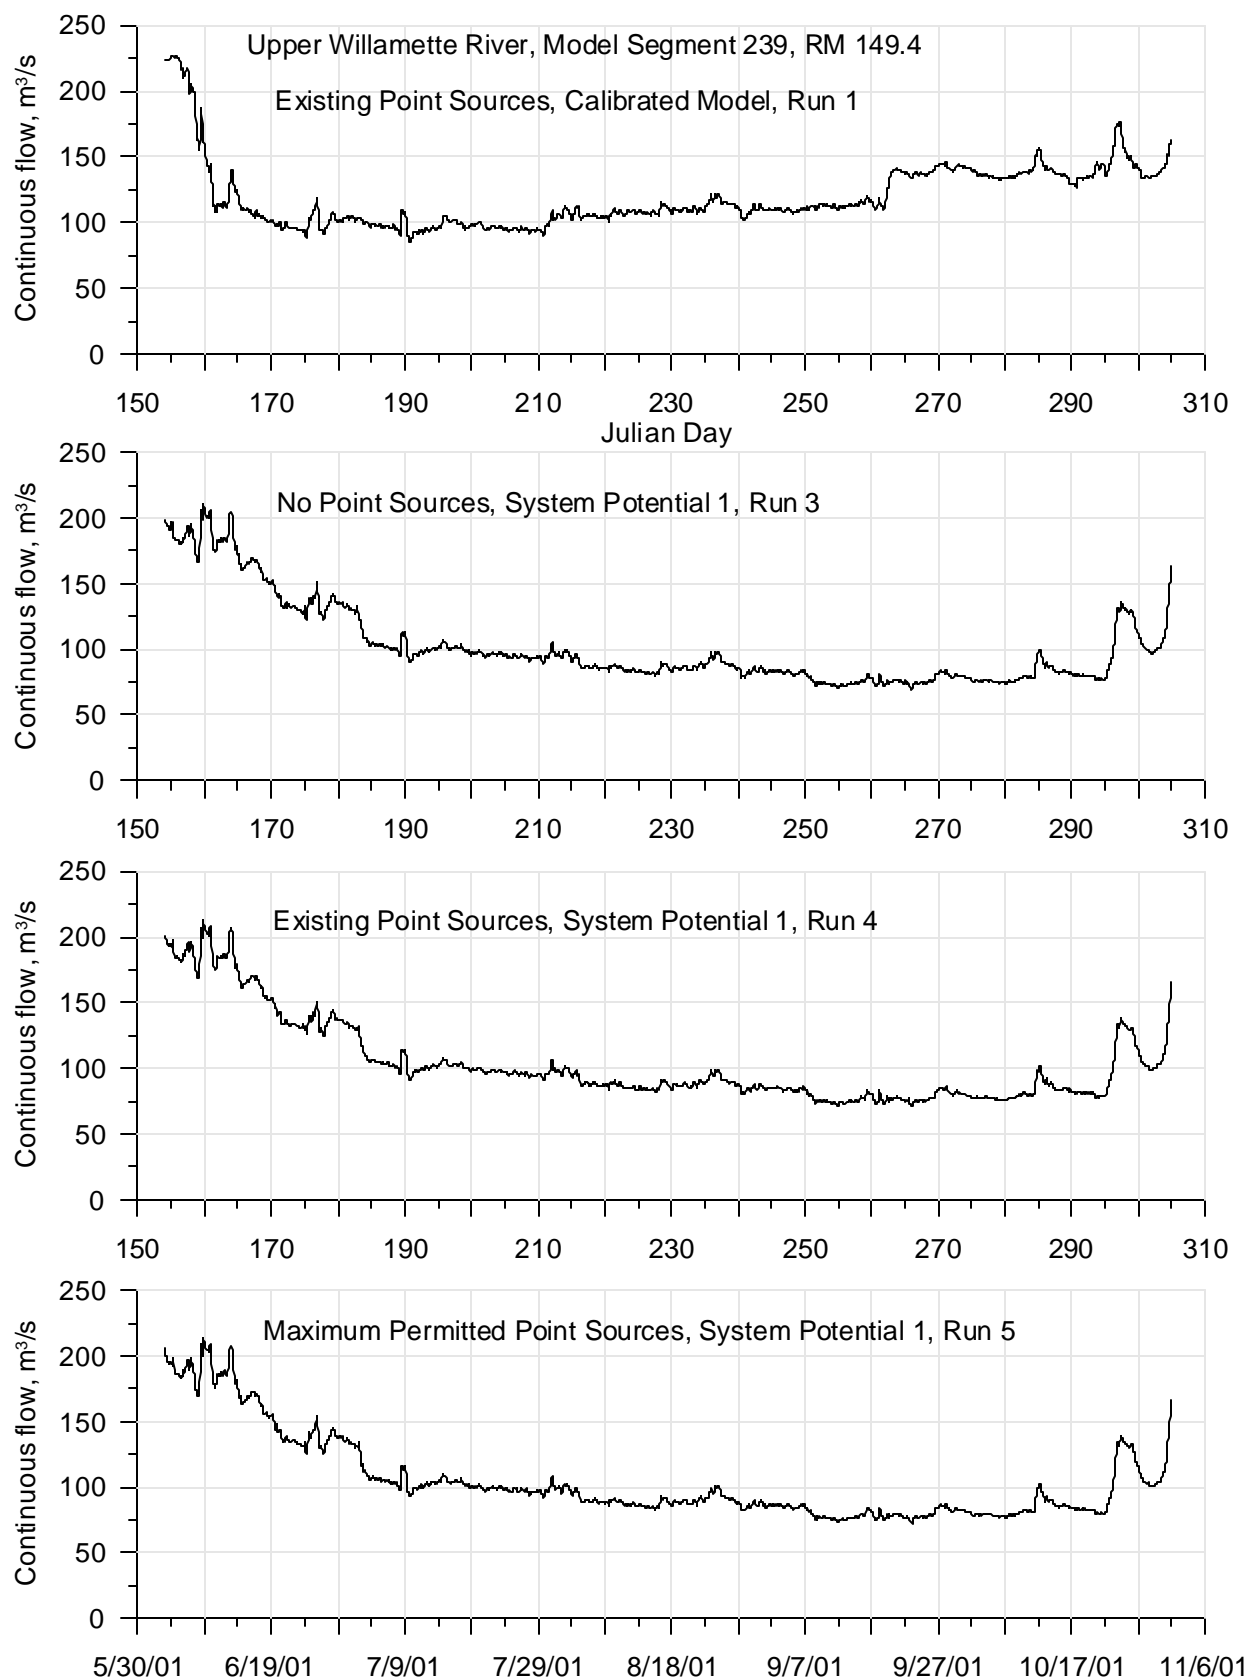 250
200
150
100
50
0
Continuous flow, m³/s
Upper Willamette River, Model Segment 239, RM 149.4
Existing Point Sources, Calibrated Model, Run 1
150 170 190 210 230 250 270 290 310
Julian Day
250
200
150
100
50
0
Continuous flow, m³/s
No Point Sources, System Potential 1, Run 3
150 170 190 210 230 250 270 290 310
250
200
150
100
50
0
Continuous flow, m³/s
Existing Point Sources, System Potential 1, Run 4
150 170 190 210 230 250 270 290 310
250
200
150
100
50
0
Continuous flow, m³/s
Maximum Permitted Point Sources, System Potential 1, Run 5
5/30/01 6/19/01 7/9/01 7/29/01 8/18/01 9/7/01 9/27/01 10/17/01 11/6/01